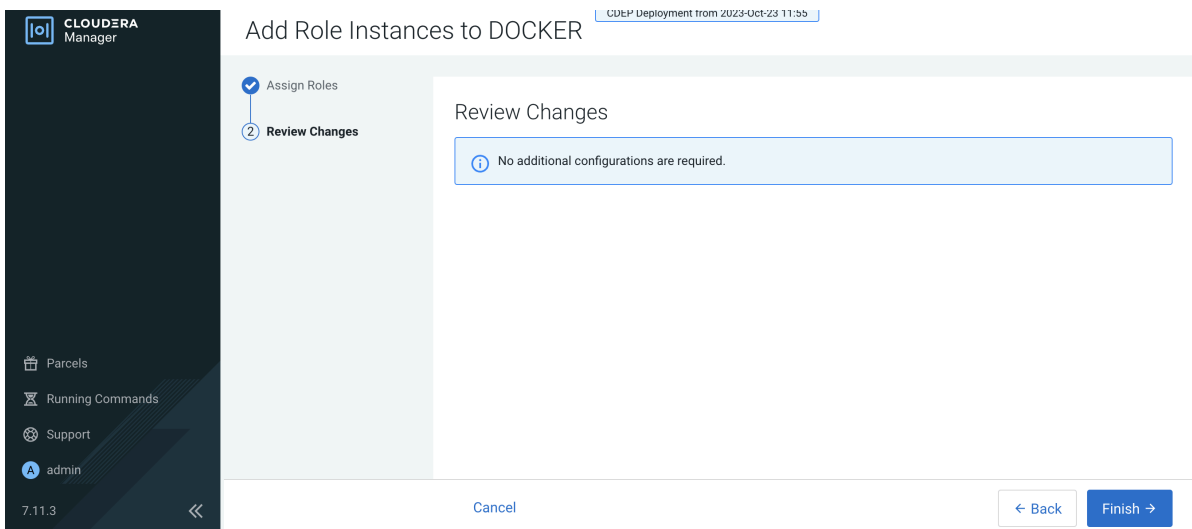 CLOUDERA
Manager
Add Role Instances to DOCKER
CDEP Deployment from 2023-Oct-23 11:55
Assign Roles
2 Review Changes
Review Changes
No additional configurations are required.
Parcels
Running Commands
Support
A admin
7.11.3
Cancel
Back
Finish